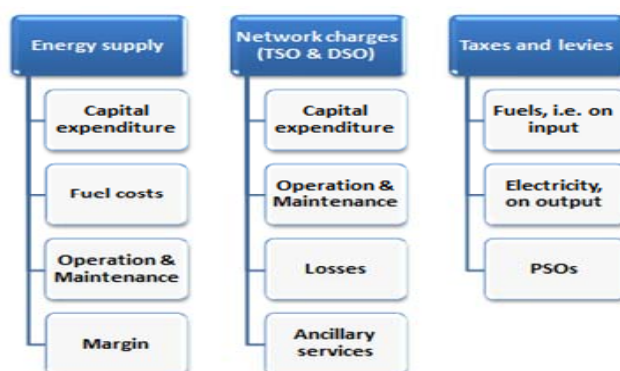 Energy supply
Capital
expenditure
Fuel costs
Operation &
Maintenance
Margin
Network charges
(TSO & DSO)
Capital
expenditure
Operation &
Maintenance
Losses
Ancillary
services
Taxes and levies
Fuels, i.e. on
input
Electricity,
on output
PSOs